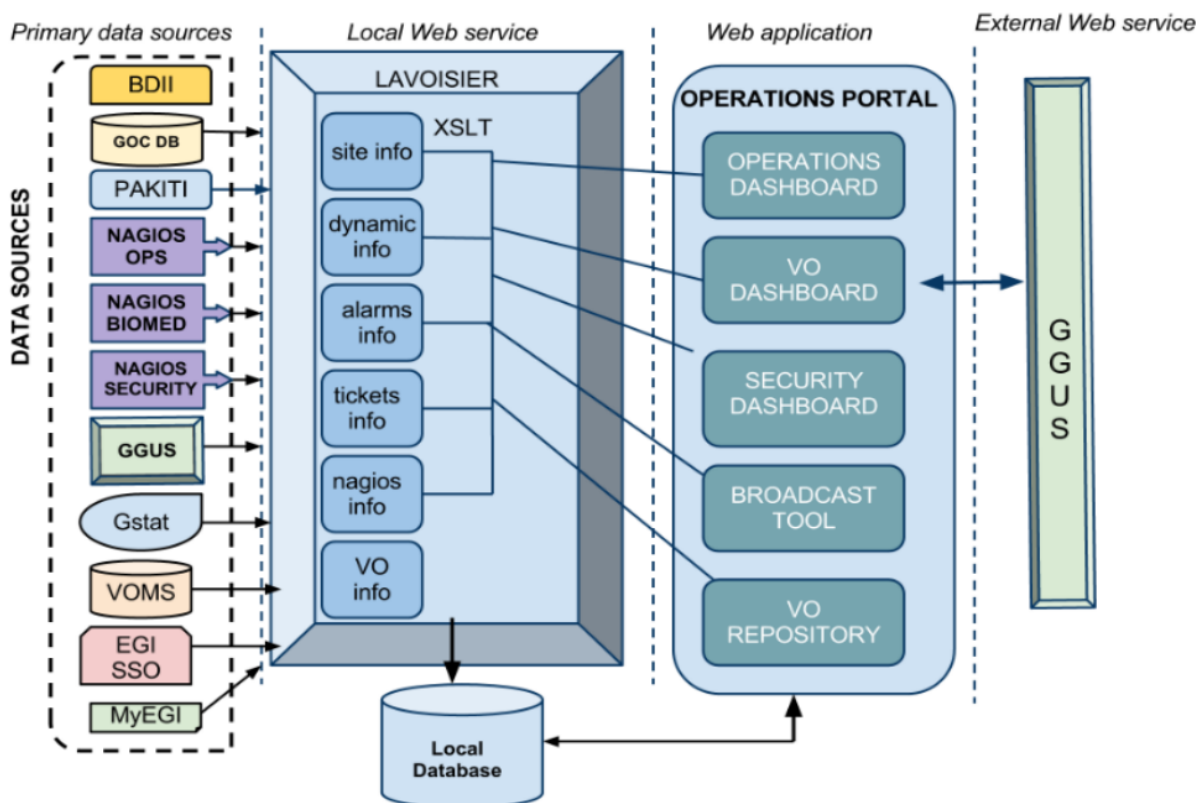 Primary data sources
Local Web service
Web application
External Web service
DATA SOURCES
BDII
GOC DB
PAKITI
NAGIOS
OPS
NAGIOS
BIOMED
NAGIOS
SECURITY
GGUS
Gstat
VOMS
EGI
SSO
MyEGI
LAVOISIER
XSLT
site info
dynamic
info
alarms
info
tickets
info
nagios
info
VO
info
Local
Database
OPERATIONS PORTAL
OPERATIONS
DASHBOARD
VO
DASHBOARD
SECURITY
DASHBOARD
BROADCAST
TOOL
VO
REPOSITORY
G
G
U
S